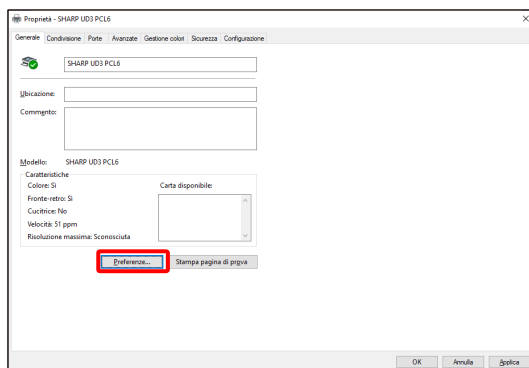 Proprietà - SHARP UD3 PCL6
Generale Condivisione Porte Avanzate Gestione colori Sicurezza Configurazione
SHARP UD3 PCL6
Ubicazione:
Commento:
Modello: SHARP UD3 PCL6
Caratteristiche
Colore: Sì Carta disponibile:
Fronte-retro: Sì
Cucitrice: No
Velocità: 51 ppm
Risoluzione massima: Sconosciuta
Preferenze... Stampa pagina di prova
OK Annulla Applica